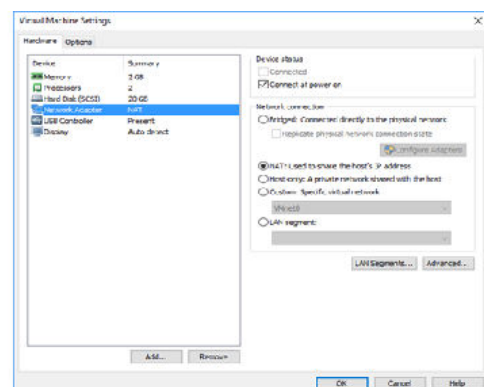 Virtual Machine Settings
Hardware Options
Device Summary
Memory 2 GB
Processors 2
Hard Disk (SCSI) 20 GB
Network Adapter NAT
USB Controller Present
Display Auto detect
Add... Remove
Device status
Connected
Connect at power on
Network connection
Bridged: Connected directly to the physical network
Replicate physical network connection state
Configure Adapters
NAT: Used to share the host's IP address
Host-only: A private network shared with the host
Custom: Specific virtual network
VMnet0
LAN segment:
LAN Segments... Advanced...
OK Cancel Help